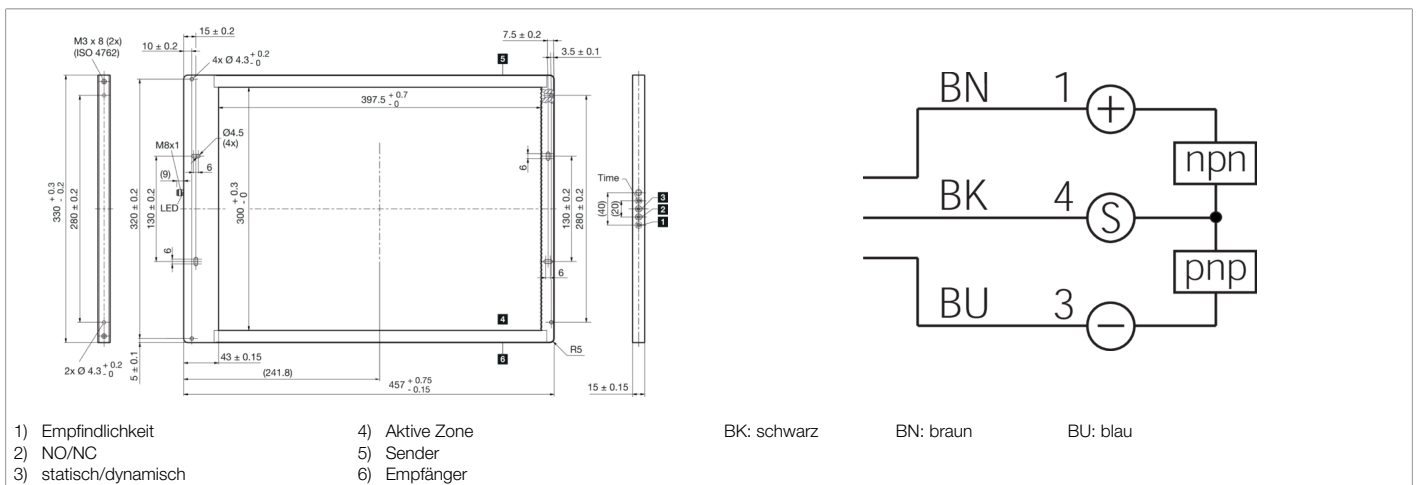 M3 x 8 (2x)
(ISO 4762)
15 ± 0.2
10 ± 0.2
4x Ø 4.3 + 0.2 - 0
7.5 ± 0.2
3.5 ± 0.1
5
397.5 + 0.7 - 0
Ø4.5
(4x)
M8x1
(9)
6
LED
330 + 0.3 - 0.2
280 ± 0.2
320 ± 0.2
130 ± 0.2
300 + 0.3 - 0
6
6
130 ± 0.2
280 ± 0.2
6
Time
(40)
(20)
3
2
1
4
6
R5
2x Ø 4.3 + 0.2 - 0
5 ± 0.1
43 ± 0.15
(241.8)
457 + 0.75 - 0.15
15 ± 0.15
BN 1 +
npn
BK 4 S
pnp
BU 3 −
1) Empfindlichkeit
2) NO/NC
3) statisch/dynamisch
4) Aktive Zone
5) Sender
6) Empfänger
BK: schwarz BN: braun BU: blau